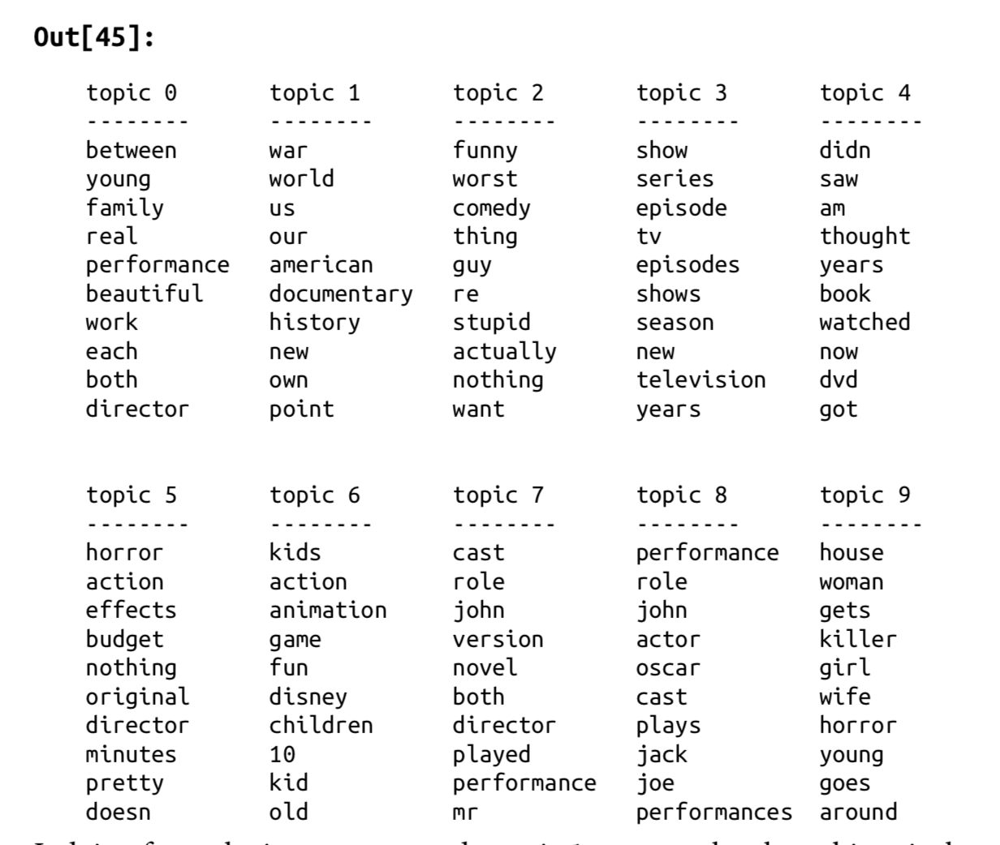 Out[45]:
topic 0 topic 1 topic 2 topic 3 topic 4
-------- -------- -------- -------- --------
between war funny show didn
young world worst series saw
family us comedy episode am
real our thing tv thought
performance american guy episodes years
beautiful documentary re shows book
work history stupid season watched
each new actually new now
both own nothing television dvd
director point want years got
topic 5 topic 6 topic 7 topic 8 topic 9
-------- -------- -------- -------- --------
horror kids cast performance house
action action role role woman
effects animation john john gets
budget game version actor killer
nothing fun novel oscar girl
original disney both cast wife
director children director plays horror
minutes 10 played jack young
pretty kid performance joe goes
doesn old mr performances around